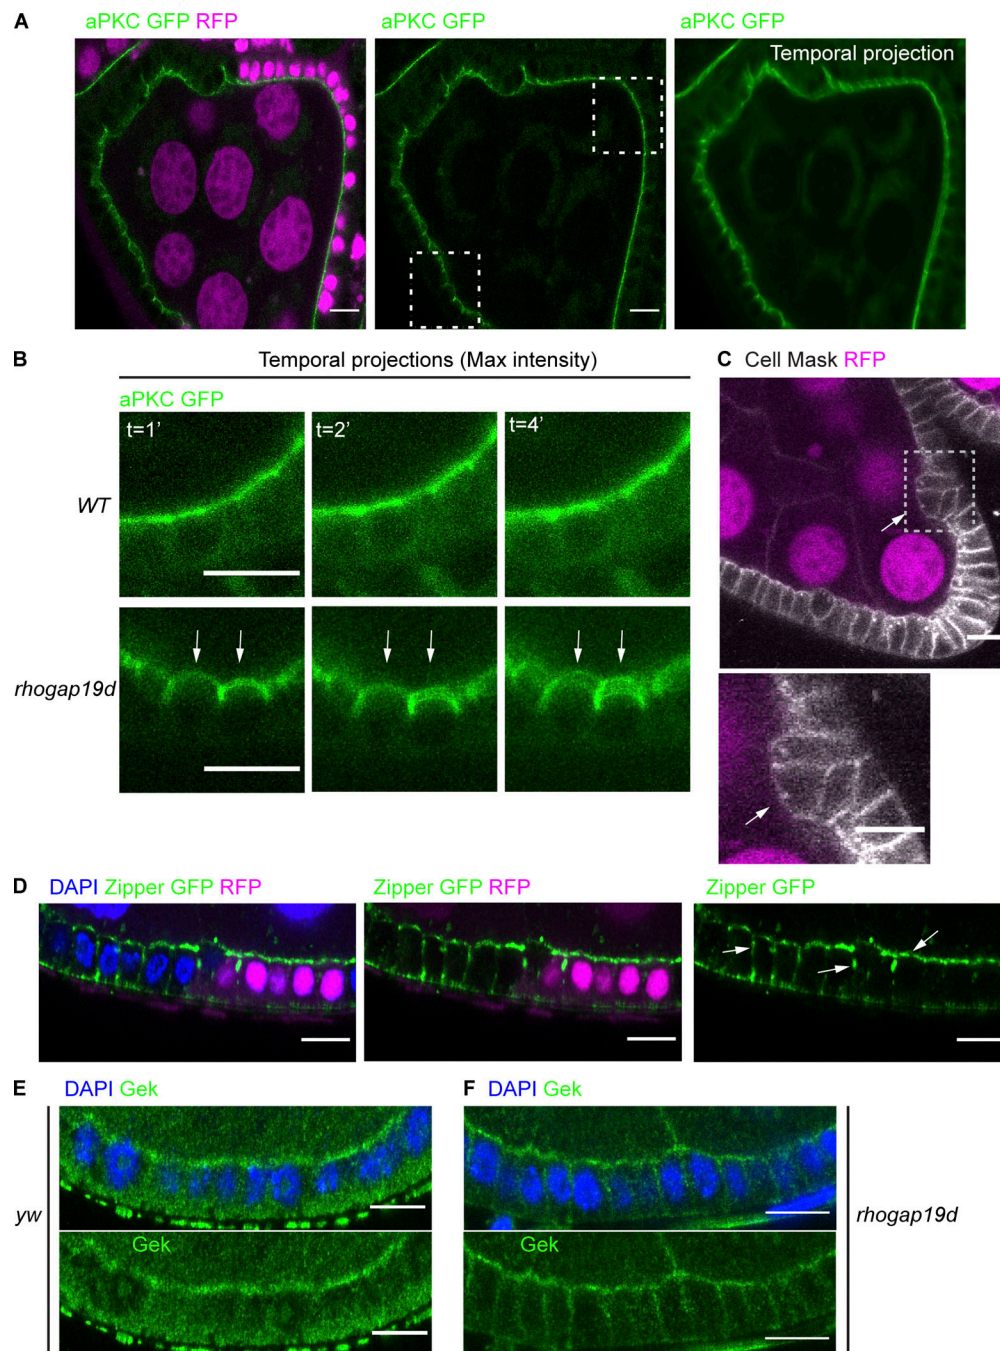 A
aPKC GFP RFP
aPKC GFP
aPKC GFP
Temporal projection
B
Temporal projections (Max intensity)
aPKC GFP
t=1’
t=2’
t=4’
WT
rhogap19d
C Cell Mask RFP
D DAPI Zipper GFP RFP
Zipper GFP RFP
Zipper GFP
E DAPI Gek
yw
Gek
F DAPI Gek
rhogap19d
Gek